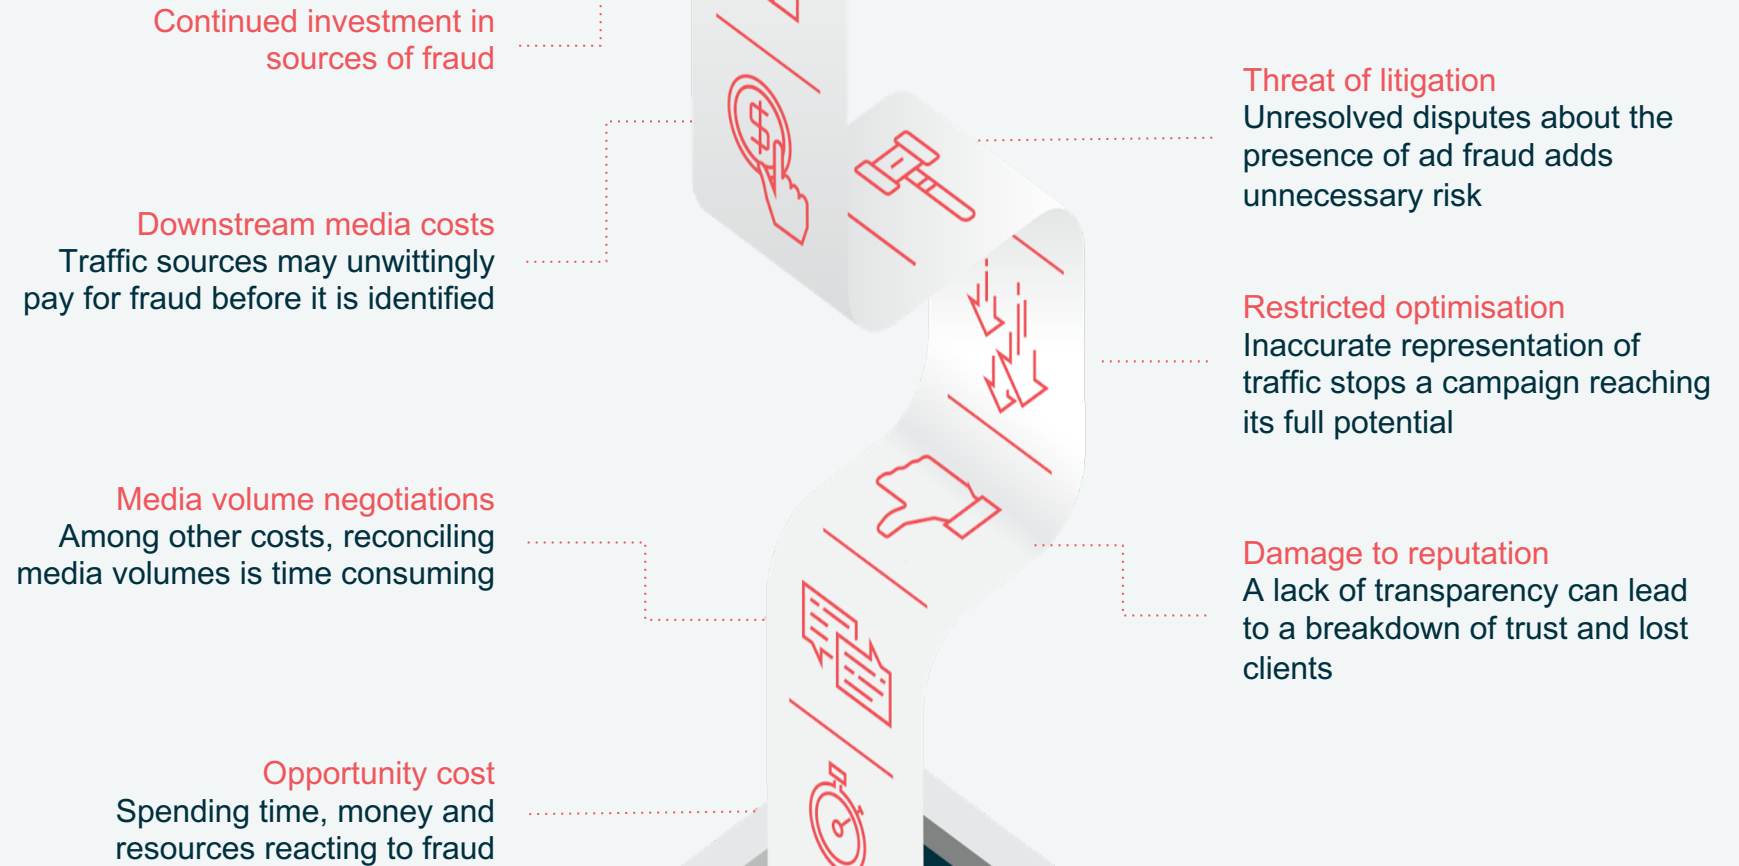 Continued investment in
sources of fraud
Downstream media costs
Traffic sources may unwittingly
pay for fraud before it is identified
Media volume negotiations
Among other costs, reconciling
media volumes is time consuming
Opportunity cost
Spending time, money and
resources reacting to fraud
Threat of litigation
Unresolved disputes about the
presence of ad fraud adds
unnecessary risk
Restricted optimisation
Inaccurate representation of
traffic stops a campaign reaching
its full potential
Damage to reputation
A lack of transparency can lead
to a breakdown of trust and lost
clients